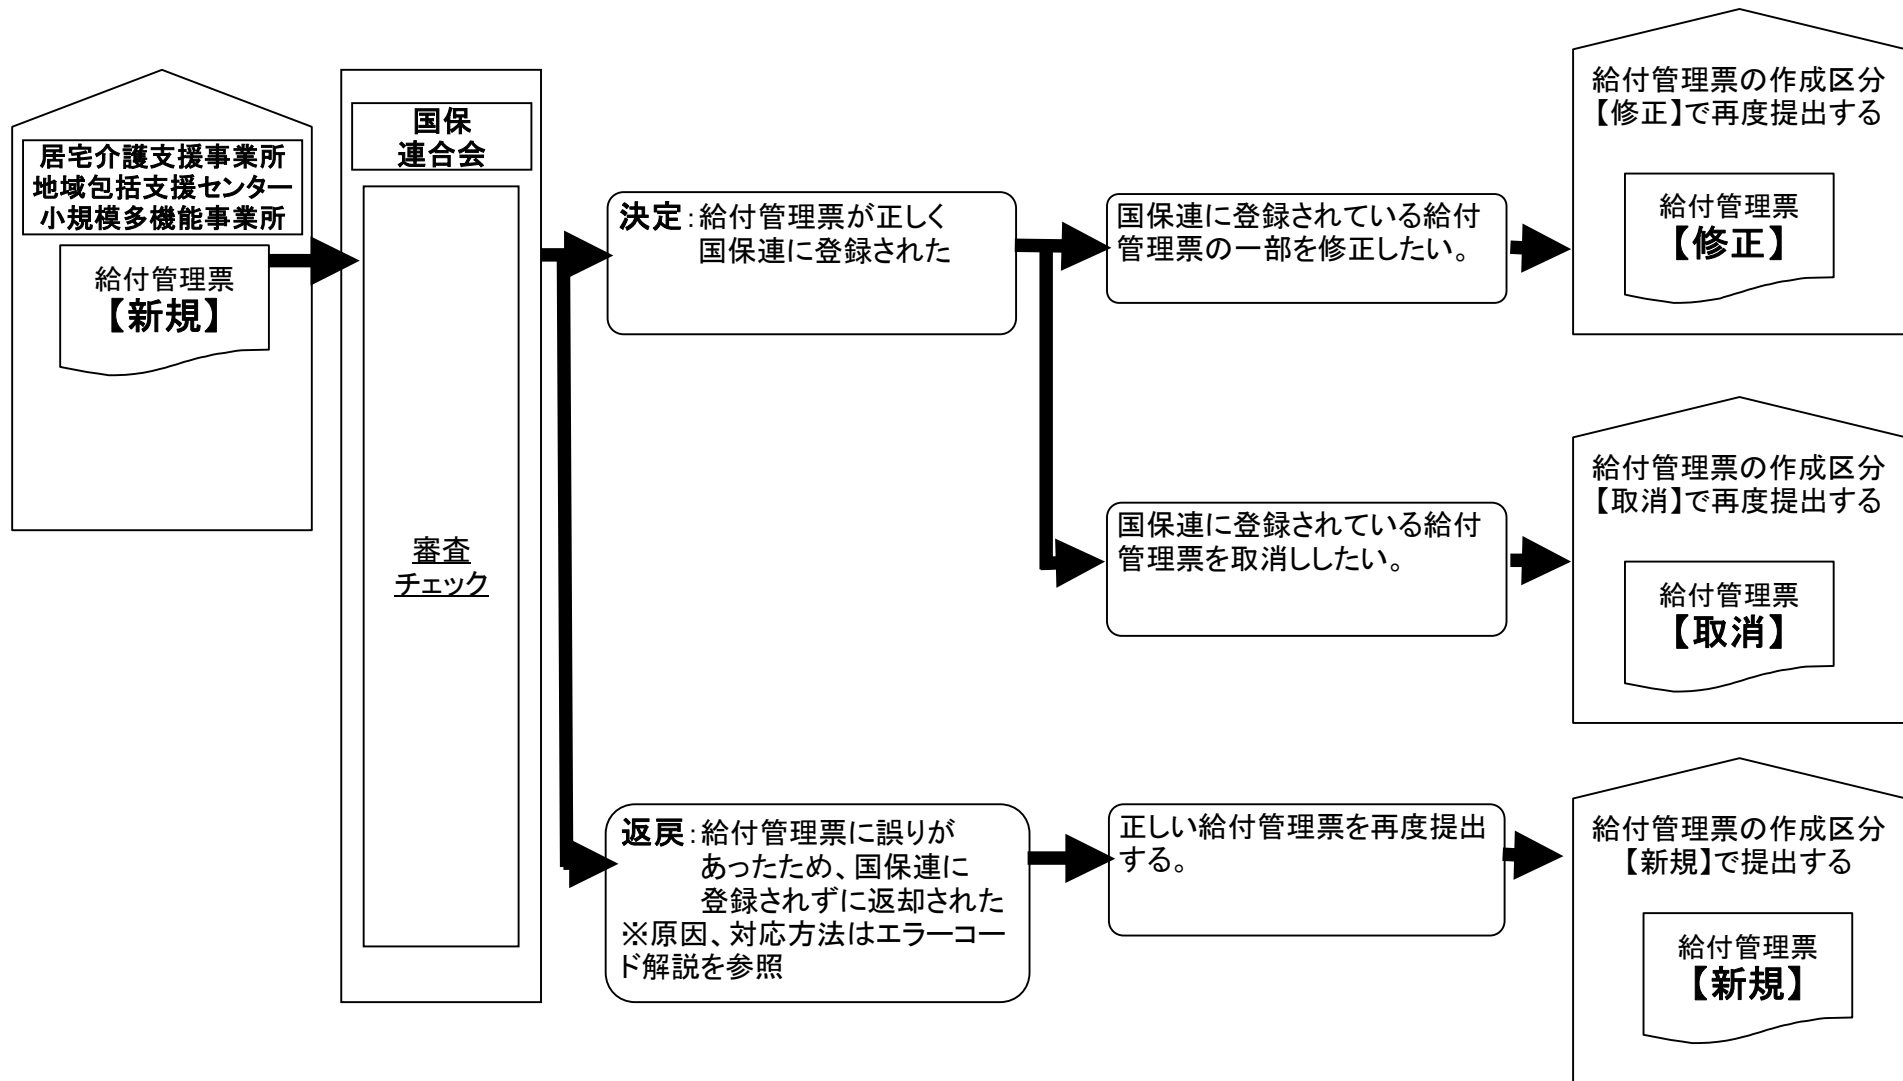 居宅介護支援事業所
地域包括支援センター
小規模多機能事業所
給付管理票
【新規】
国保
連合会
審査
チェック
決定：給付管理票が正しく
国保連に登録された
国保連に登録されている給付
管理票の一部を修正したい。
給付管理票の作成区分
【修正】で再度提出する
給付管理票
【修正】
国保連に登録されている給付
管理票を取消ししたい。
給付管理票の作成区分
【取消】で再度提出する
給付管理票
【取消】
返戻：給付管理票に誤りが
あったため、国保連に
登録されずに返却された
※原因、対応方法はエラーコー
ド解説を参照
正しい給付管理票を再度提出
する。
給付管理票の作成区分
【新規】で提出する
給付管理票
【新規】